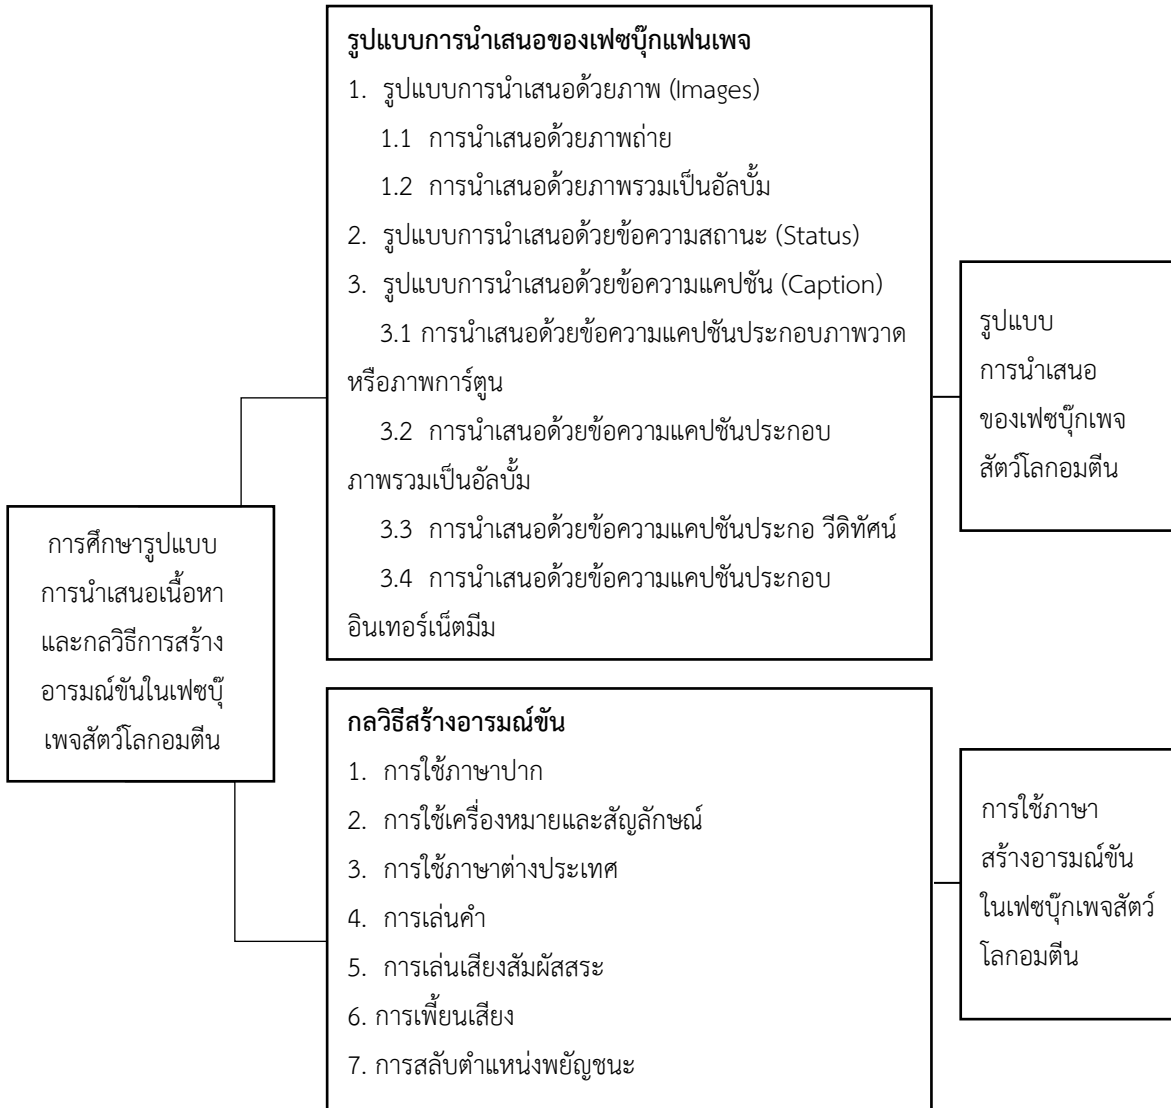 การศึกษารูปแบบ
การนำเสนอเนื้อหา
และกลวิธีการสร้าง
อารมณ์ขันในเฟซบุ๊
เพจสัตว์โลกอมตีน
รูปแบบการนำเสนอของเฟซบุ๊กแฟนเพจ
1. รูปแบบการนำเสนอด้วยภาพ (Images)
1.1 การนำเสนอด้วยภาพถ่าย
1.2 การนำเสนอด้วยภาพรวมเป็นอัลบั้ม
2. รูปแบบการนำเสนอด้วยข้อความสถานะ (Status)
3. รูปแบบการนำเสนอด้วยข้อความแคปชัน (Caption)
3.1 การนำเสนอด้วยข้อความแคปชันประกอบภาพวาด
หรือภาพการ์ตูน
3.2 การนำเสนอด้วยข้อความแคปชันประกอบ
ภาพรวมเป็นอัลบั้ม
3.3 การนำเสนอด้วยข้อความแคปชันประกอ วีดิทัศน์
3.4 การนำเสนอด้วยข้อความแคปชันประกอบ
อินเทอร์เน็ตมีม
รูปแบบ
การนำเสนอ
ของเฟซบุ๊กเพจ
สัตว์โลกอมตีน
กลวิธีสร้างอารมณ์ขัน
1. การใช้ภาษาปาก
2. การใช้เครื่องหมายและสัญลักษณ์
3. การใช้ภาษาต่างประเทศ
4. การเล่นคำ
5. การเล่นเสียงสัมผัสสระ
6. การเพี้ยนเสียง
7. การสลับตำแหน่งพยัญชนะ
การใช้ภาษา
สร้างอารมณ์ขัน
ในเฟซบุ๊กเพจสัตว์
โลกอมตีน